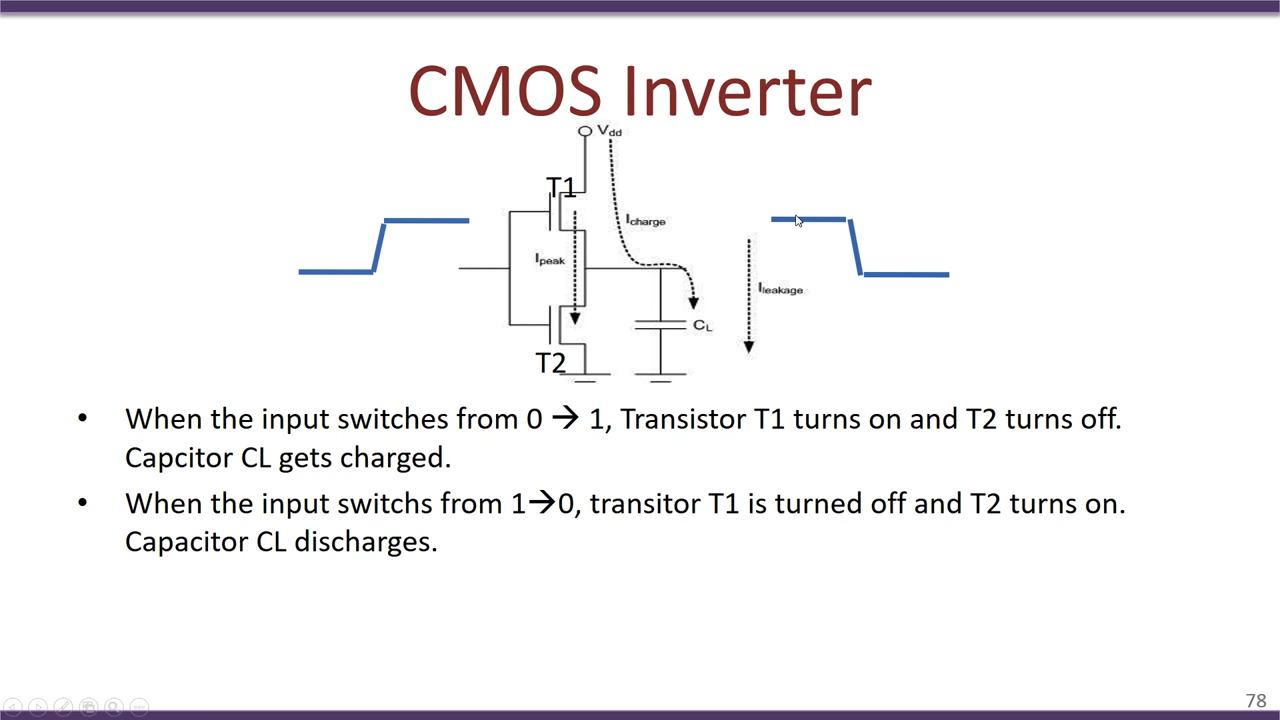 CMOS Inverter
Vdd
T1
Icharge
Ipeak
Ileakage
CL
T2
• When the input switches from 0 → 1, Transistor T1 turns on and T2 turns off.
Capcitor CL gets charged.
• When the input switchs from 1→0, transitor T1 is turned off and T2 turns on.
Capacitor CL discharges.
78